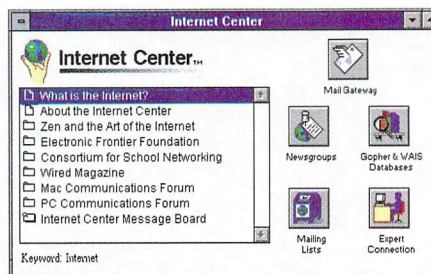 Internet Center
Internet Center™
What is the Internet?
About the Internet Center
Zen and the Art of the Internet
Electronic Frontier Foundation
Consortium for School Networking
Wired Magazine
Mac Communications Forum
PC Communications Forum
Internet Center Message Board
Keyword: Internet
Mail Gateway
Newsgroups
Gopher & WAIS
Databases
Mailing
Lists
Expert
Connection